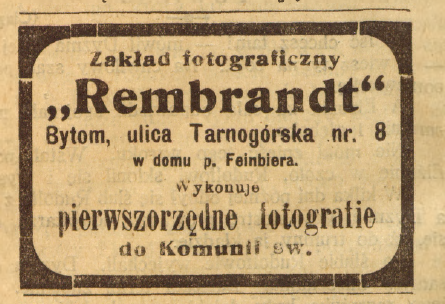 Zakład fotograficzny
„Rembrandt“
Bytom, ulica Tarnogórska nr. 8
w domu p. Feinbiera.
Wykonuje
pierwszorzędne fotografie
do Komunii św.